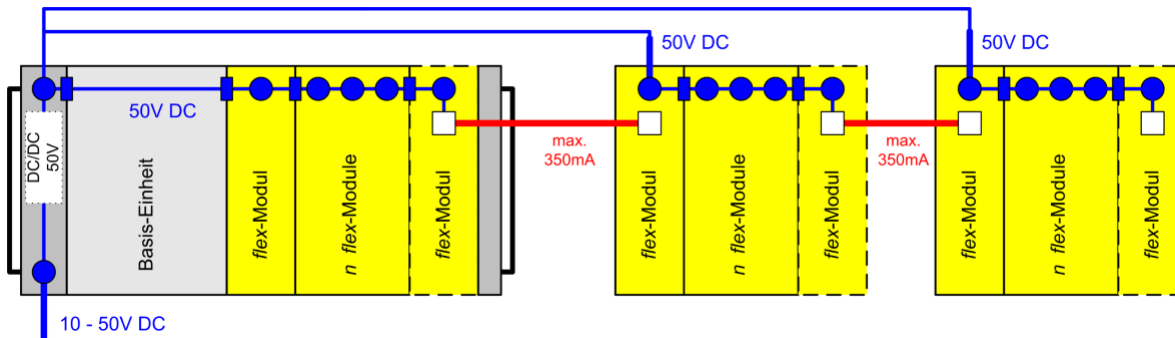 50V DC
50V DC
50V DC
DC/DC
50V
Basis-Einheit
flex-Modul
n flex-Module
flex-Modul
max.
350mA
flex-Modul
n flex-Module
flex-Modul
max.
350mA
flex-Modul
n flex-Module
flex-Modul
10 - 50V DC